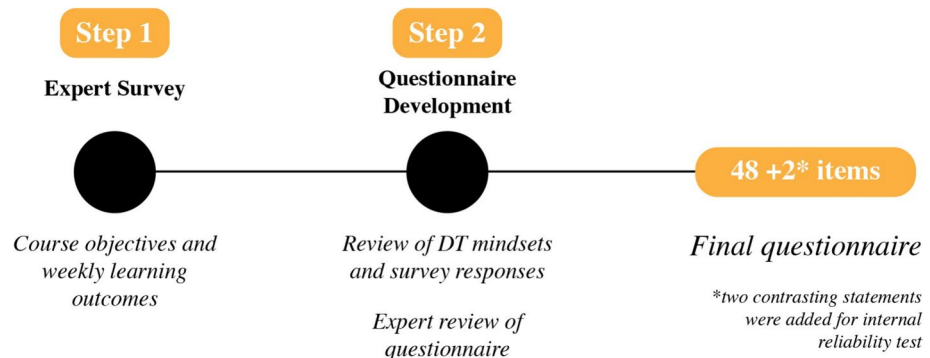 Step 1
Expert Survey
Course objectives and
weekly learning
outcomes
Step 2
Questionnaire
Development
Review of DT mindsets
and survey responses
Expert review of
questionnaire
48 +2* items
Final questionnaire
*two contrasting statements
were added for internal
reliability test